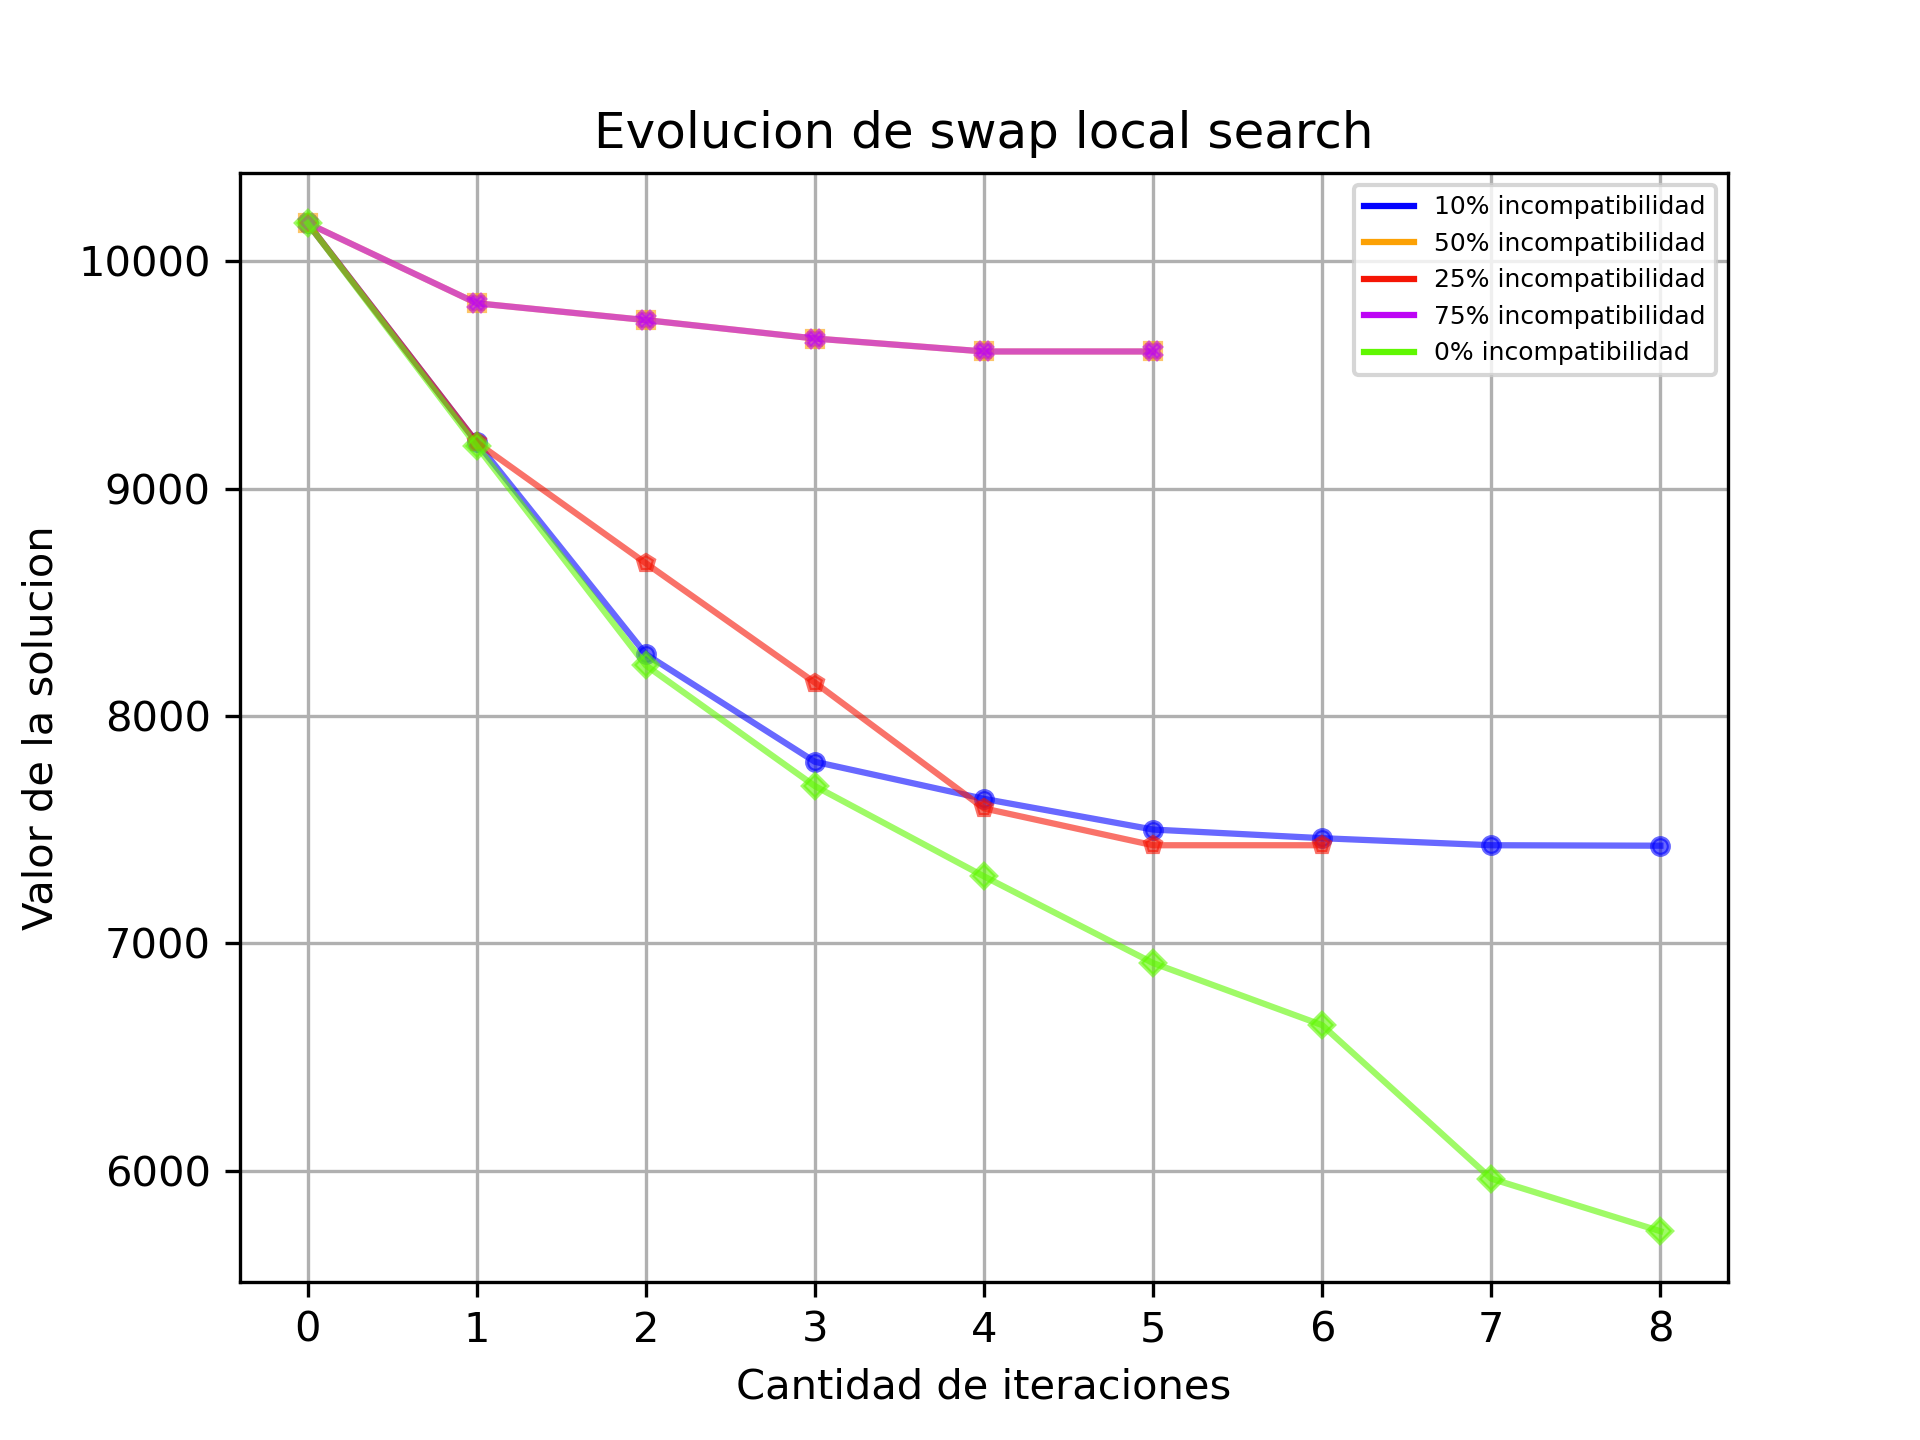 Evolucion de swap local search
10% incompatibilidad
50% incompatibilidad
25% incompatibilidad
75% incompatibilidad
0% incompatibilidad
Valor de la solucion
10000
9000
8000
7000
6000
0 1 2 3 4 5 6 7 8
Cantidad de iteraciones